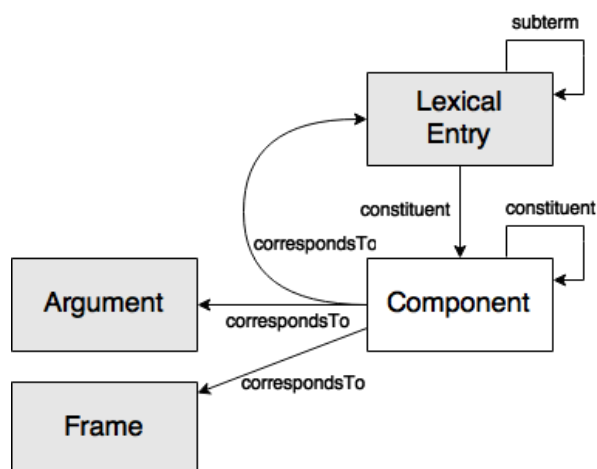 subterm
Lexical
Entry
constituent
constituent
correspondsTo
Argument
Component
correspondsTo
correspondsTo
Frame